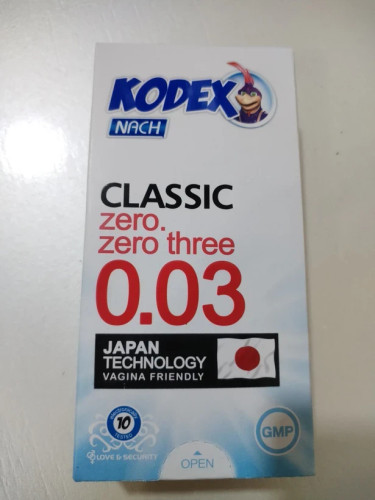 KODEX
NACH
CLASSIC
zero.
zero three
0.03
JAPAN
TECHNOLOGY
VAGINA FRIENDLY
10
LOVE & SECURITY
GMP
OPEN